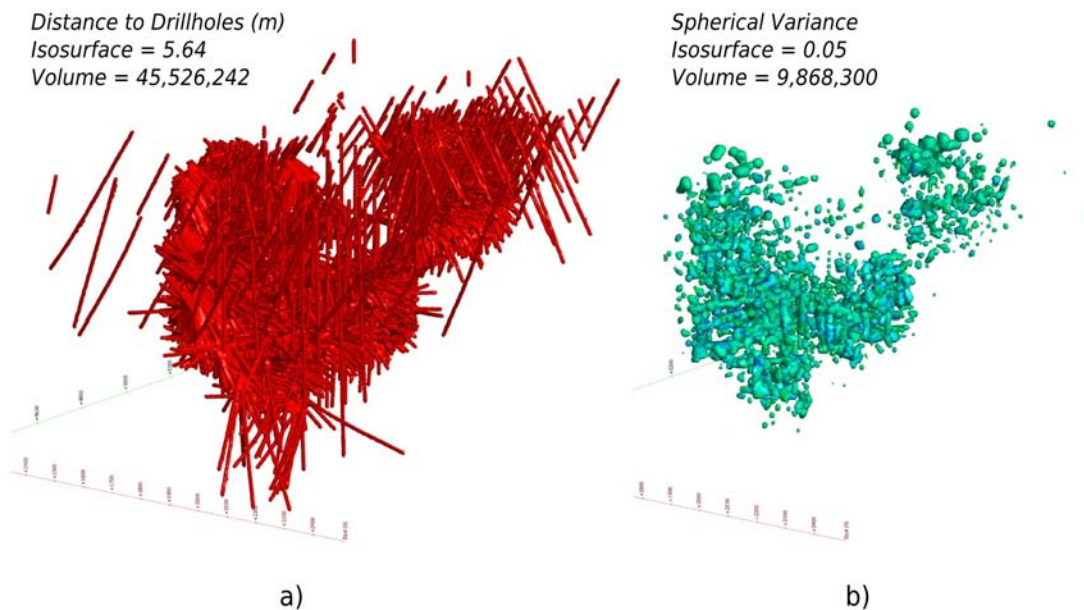 Distance to Drillholes (m)
Isosurface = 5.64
Volume = 45,526,242
Spherical Variance
Isosurface = 0.05
Volume = 9,868,300
a)
b)